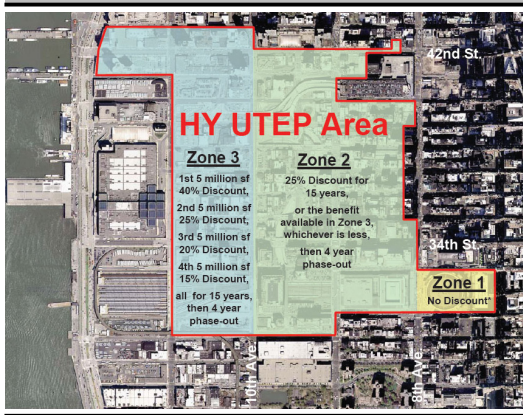 42nd St.
HY UTEP Area
Zone 3
1st 5 million sf
40% Discount,
2nd 5 million sf
25% Discount,
3rd 5 million sf
20% Discount,
4th 5 million sf
15% Discount,
all for 15 years,
then 4 year
phase-out
Zone 2
25% Discount for
15 years,
or the benefit
available in Zone 3,
whichever is less,
then 4 year
phase-out
34th St
Zone 1
No Discount*
10th Ave.
8th Ave.